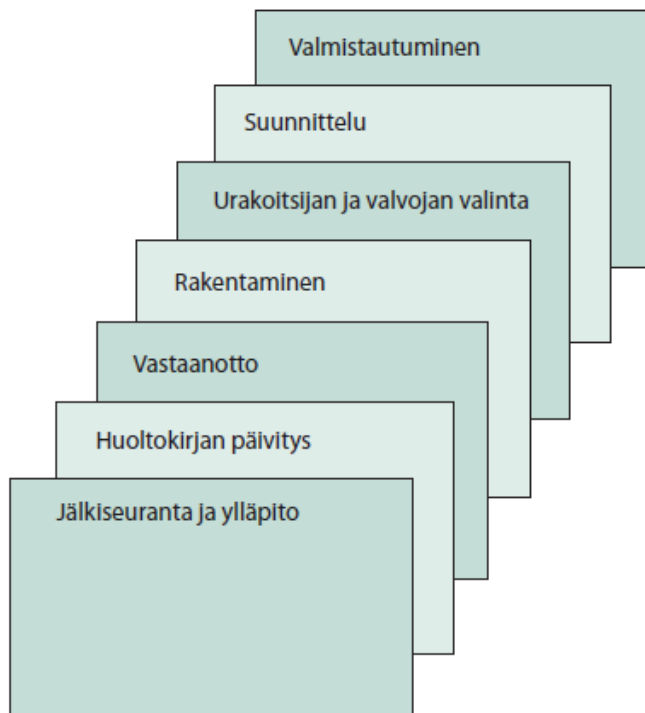 Valmistautuminen
Suunnittelu
Urakoitsijan ja valvojan valinta
Rakentaminen
Vastaanotto
Huoltokirjan päivitys
Jälkiseuranta ja ylläpito